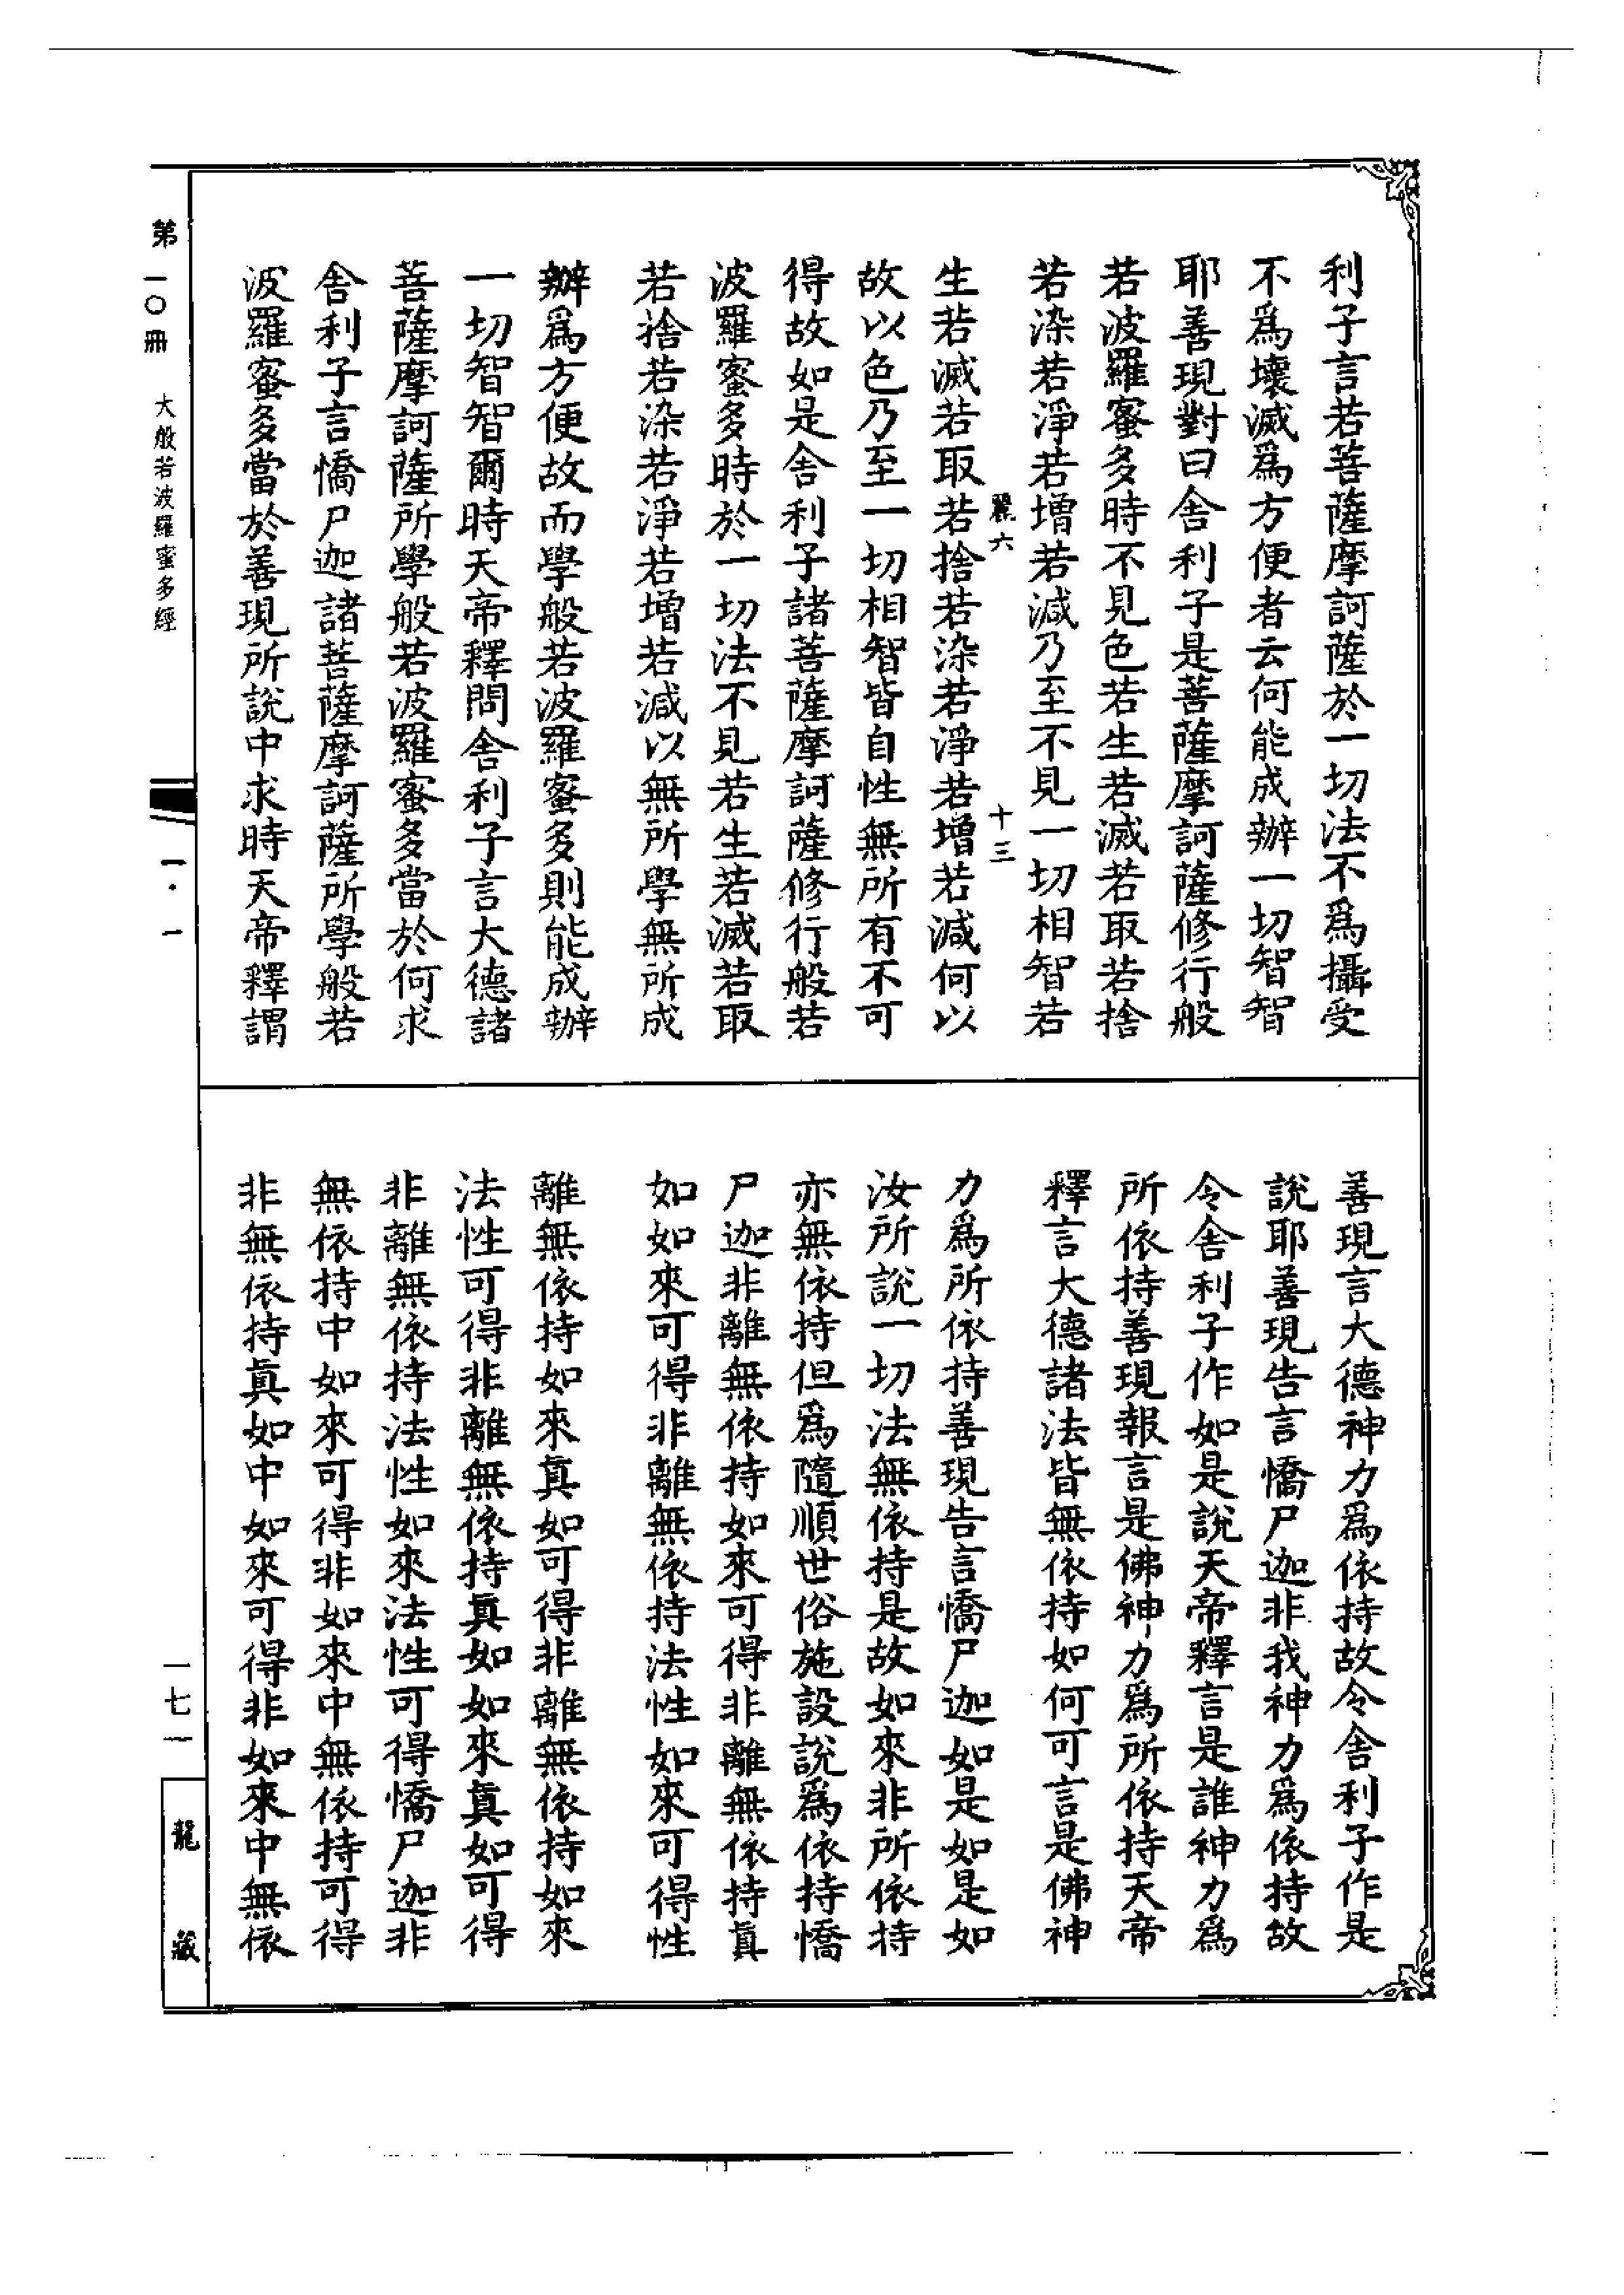 利子言若菩薩摩訶薩於一切法不爲攝受
不爲壞滅爲方便者云何能成辦一切智智
耶善現對曰舍利子是菩薩摩訶薩修行般
若波羅蜜多時不見色若生若滅若取若捨
若染若淨若增若減乃至不見一切相智若
麗六 十三
生若滅若取若捨若染若淨若增若減何以
故以色乃至一切相智皆自性無所有不可
得故如是舍利子諸菩薩摩訶薩修行般若
波羅蜜多時於一切法不見若生若滅若取
若捨若染若淨若增若減以無所學無所成
辦爲方便故而學般若波羅蜜多則能成辦
一切智智爾時天帝釋問舍利子言大德諸
菩薩摩訶薩所學般若波羅蜜多當於何求
舍利子言憍尸迦諸菩薩摩訶薩所學般若
波羅蜜多當於善現所說中求時天帝釋謂
善現言大德神力爲依持故令舍利子作是
說耶善現告言憍尸迦非我神力爲依持故
令舍利子作如是說天帝釋言是誰神力爲
所依持善現報言是佛神力爲所依持天帝
釋言大德諸法皆無依持如何可言是佛神
力爲所依持善現告言憍尸迦如是如是如
汝所說一切法無依持是故如來非所依持
亦無依持但爲隨順世俗施設說爲依持憍
尸迦非離無依持如來可得非離無依持眞
如如來可得非離無依持法性如來可得性
離無依持如來眞如可得非離無依持如來
法性可得非離無依持眞如如來眞如可得
非離無依持法性如來法性可得憍尸迦非
無依持中如來可得非如來中無依持可得
非無依持眞如中如來可得非如來中無依
第一〇冊 大般若波羅蜜多經
一·一
一七一
龍藏